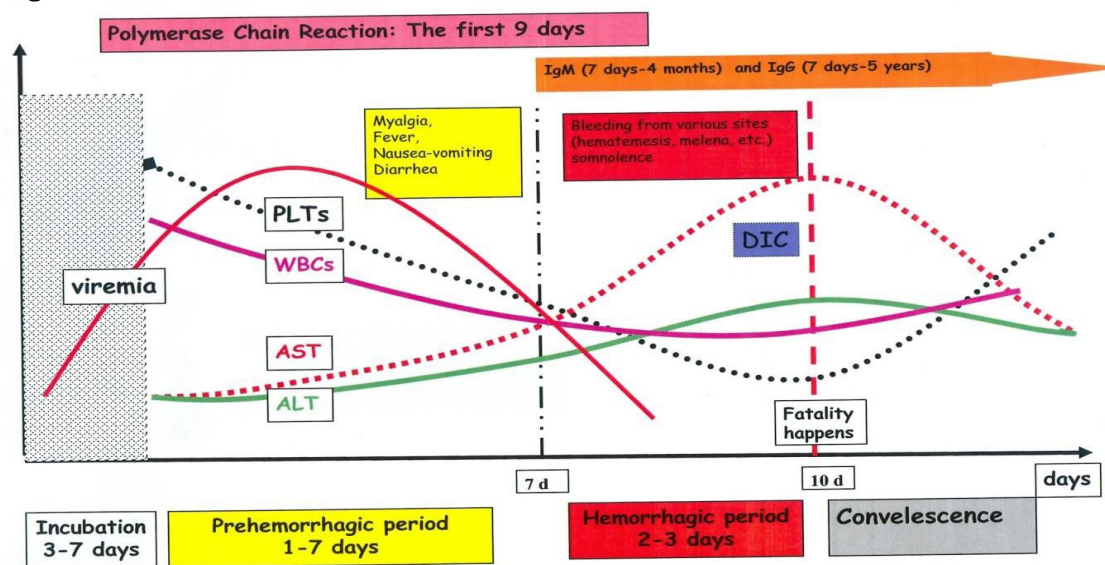 Polymerase Chain Reaction: The first 9 days
IgM (7 days-4 months) and IgG (7 days-5 years)
Myalgia,
Fever,
Nausea-vomiting
Diarrhea
Bleeding from various sites
(hematemesis, melena, etc.)
somnolence
PLTs
DIC
WBCs
viremia
AST
ALT
Fatality
happens
7 d
10 d
days
Incubation
3-7 days
Prehemorrhagic period
1-7 days
Hemorrhagic period
2-3 days
Convelescence